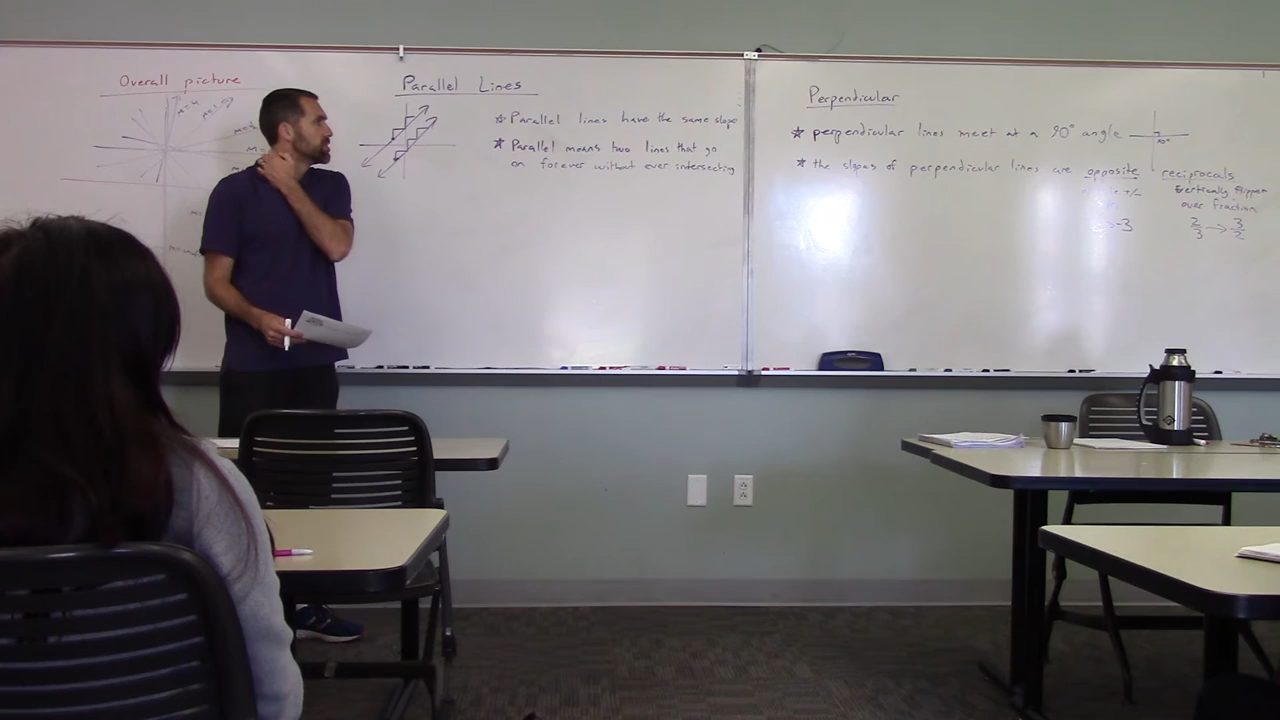 Overall picture
Parallel Lines
Parallel lines have the same slope
Parallel means two lines that go
on forever without ever intersecting
Perpendicular
perpendicular lines meet at a 90° angle
90°
the slopes of perpendicular lines are opposite reciprocals
+/-
-3
vertically flipped
over fraction
2/3 → 3/2